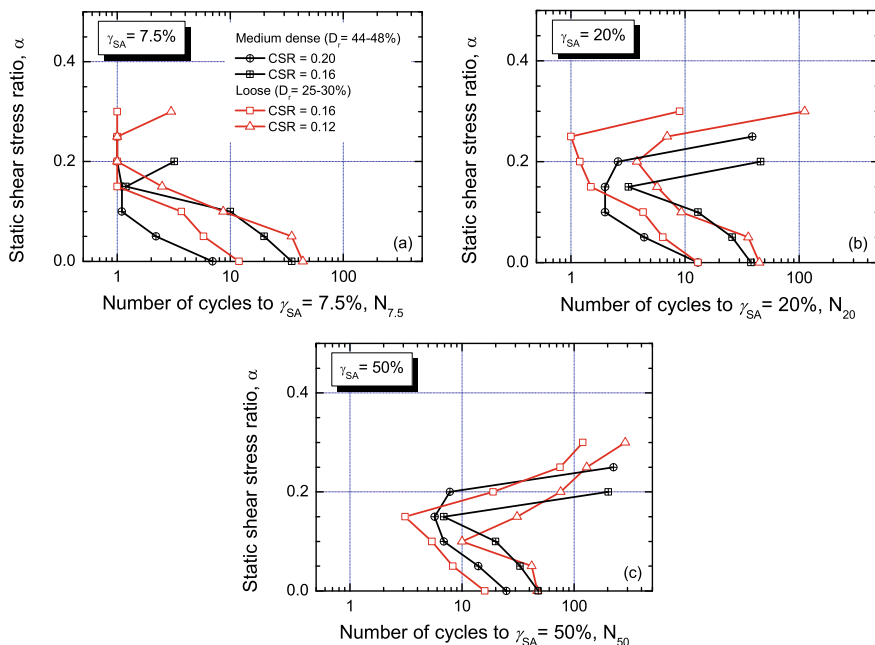 γSA = 7.5%
Medium dense (Dr= 44-48%)
CSR = 0.20
CSR = 0.16
Loose (Dr= 25-30%)
CSR = 0.16
CSR = 0.12
Static shear stress ratio, α
0.4
0.2
0.0
(a)
1 10 100
Number of cycles to γSA= 7.5%, N7.5
γSA = 20%
Static shear stress ratio, α
0.4
0.2
0.0
(b)
1 10 100
Number of cycles to γSA= 20%, N20
γSA = 50%
Static shear stress ratio, α
0.4
0.2
0.0
(c)
1 10 100
Number of cycles to γSA= 50%, N50